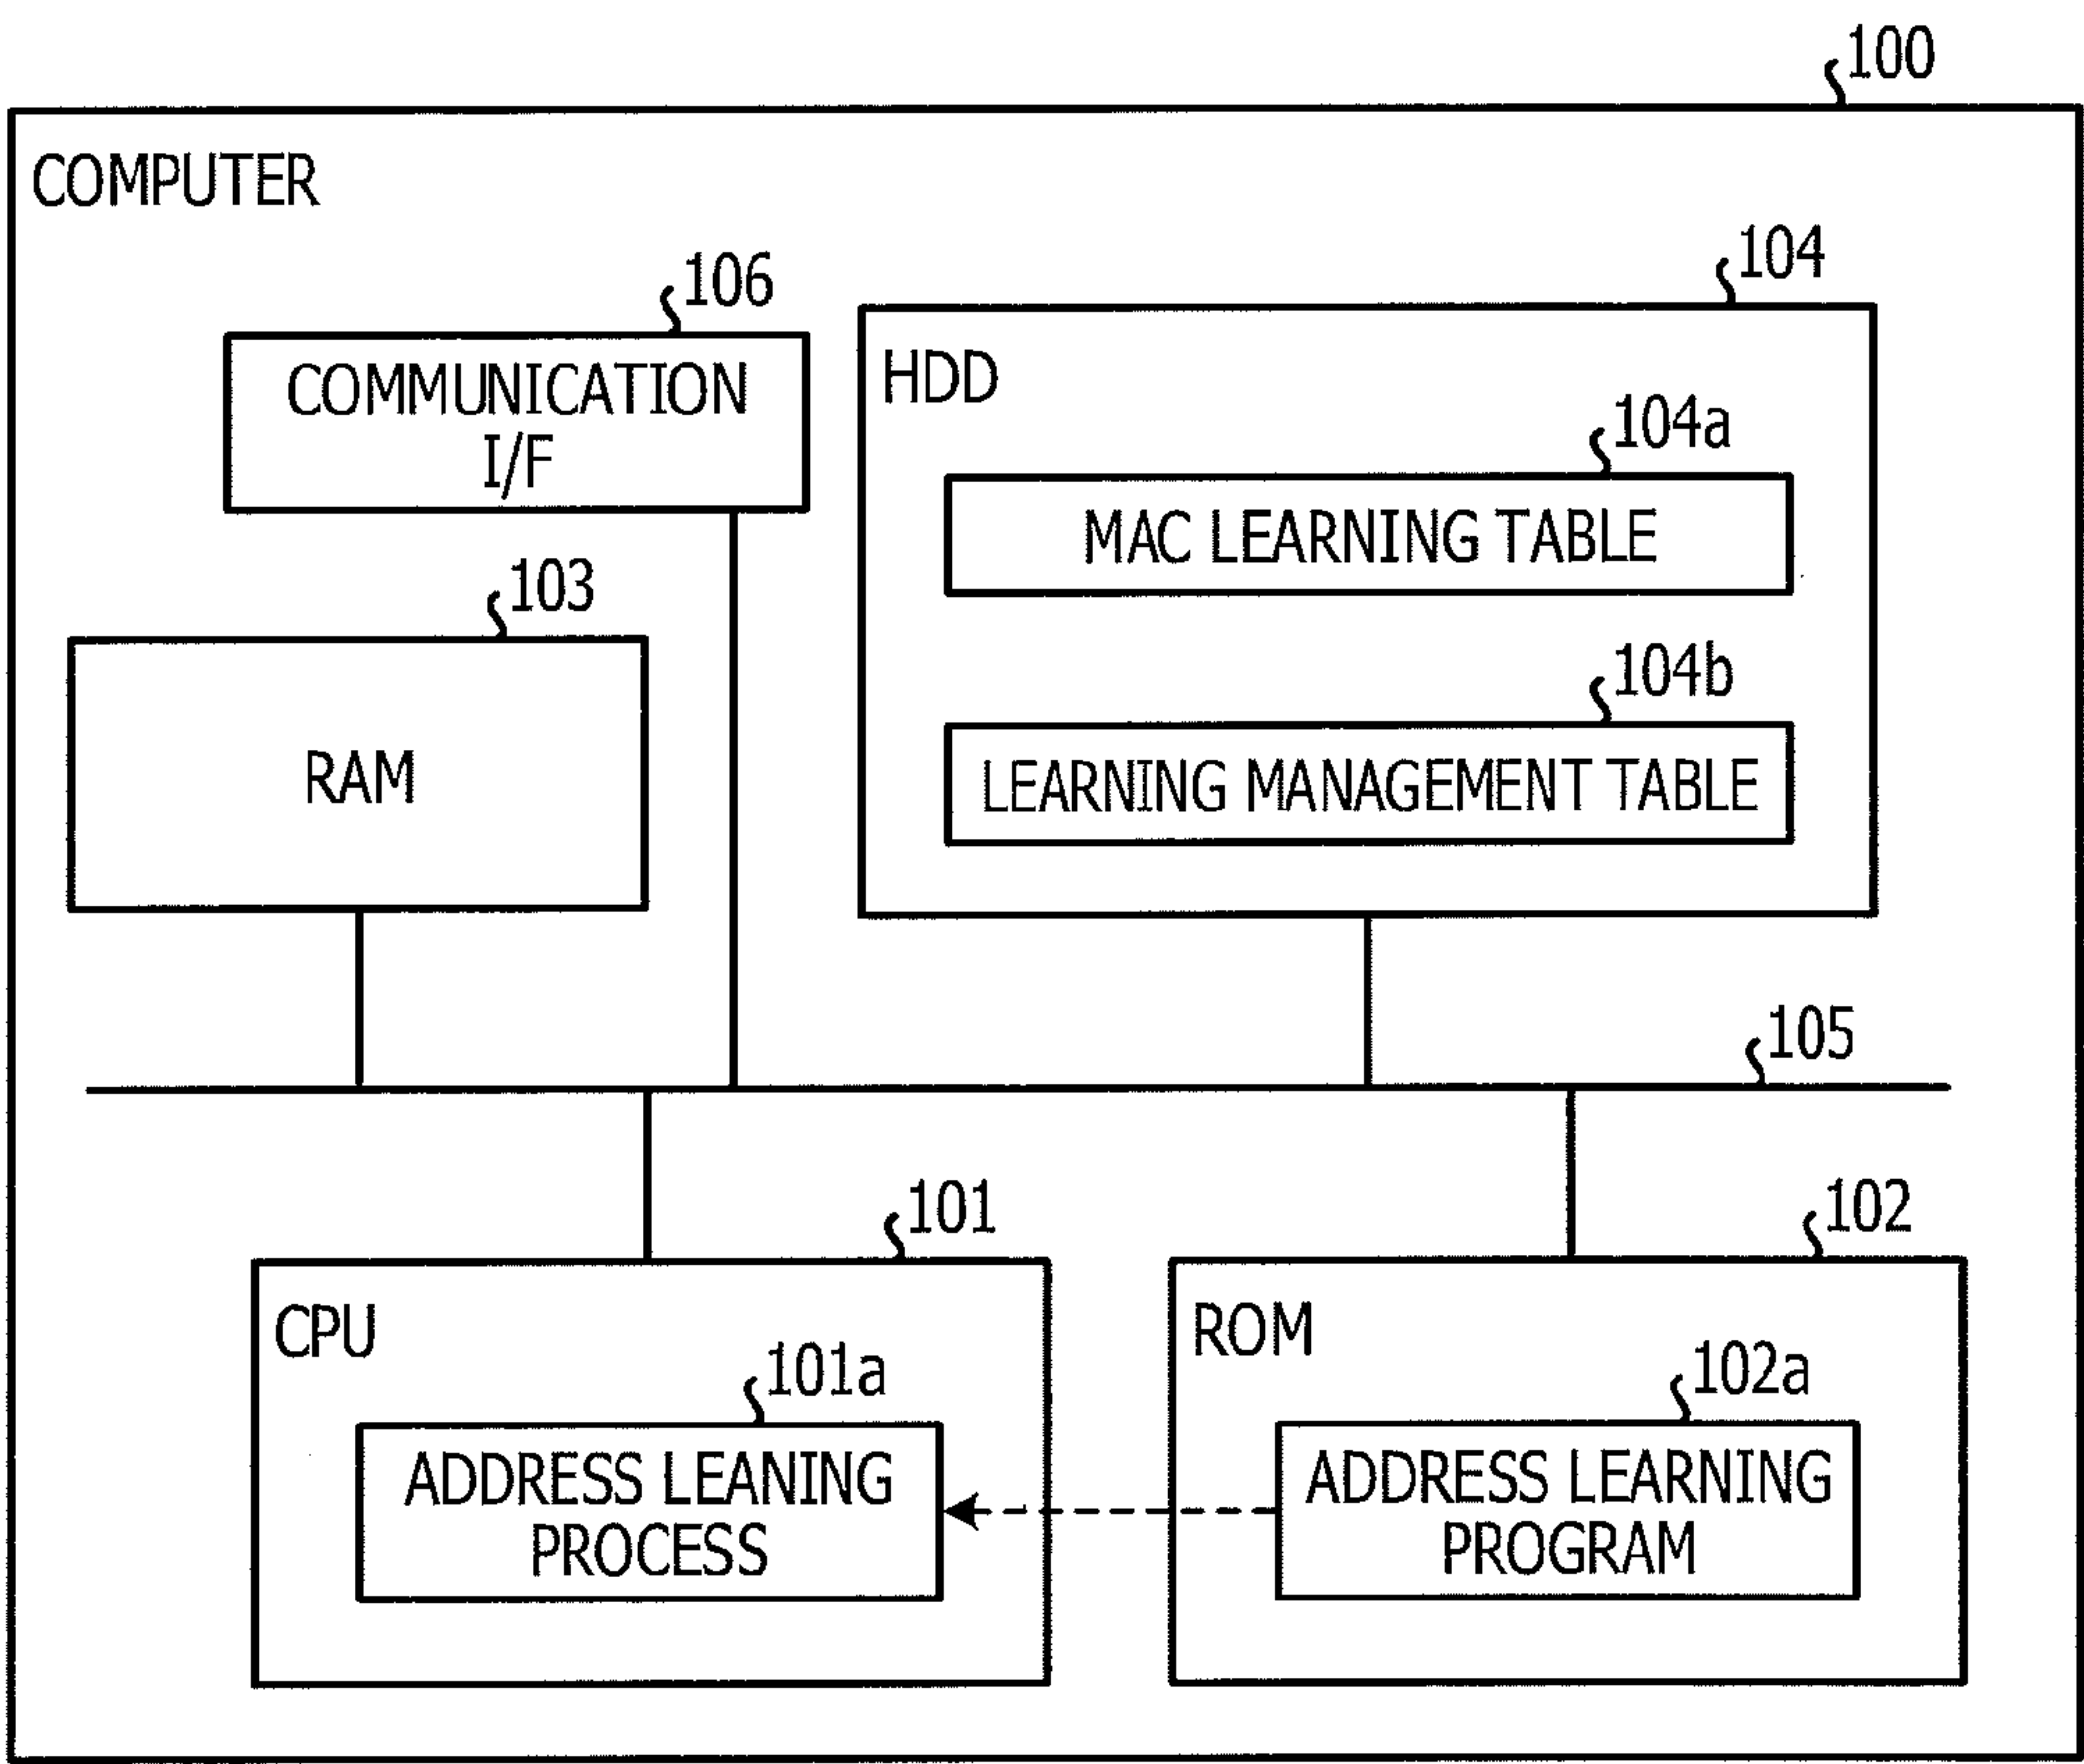 100
COMPUTER
106
COMMUNICATION
I/F
104
HDD
104a
MAC LEARNING TABLE
104b
LEARNING MANAGEMENT TABLE
103
RAM
105
101
CPU
101a
ADDRESS LEANING
PROCESS
102
ROM
102a
ADDRESS LEARNING
PROGRAM